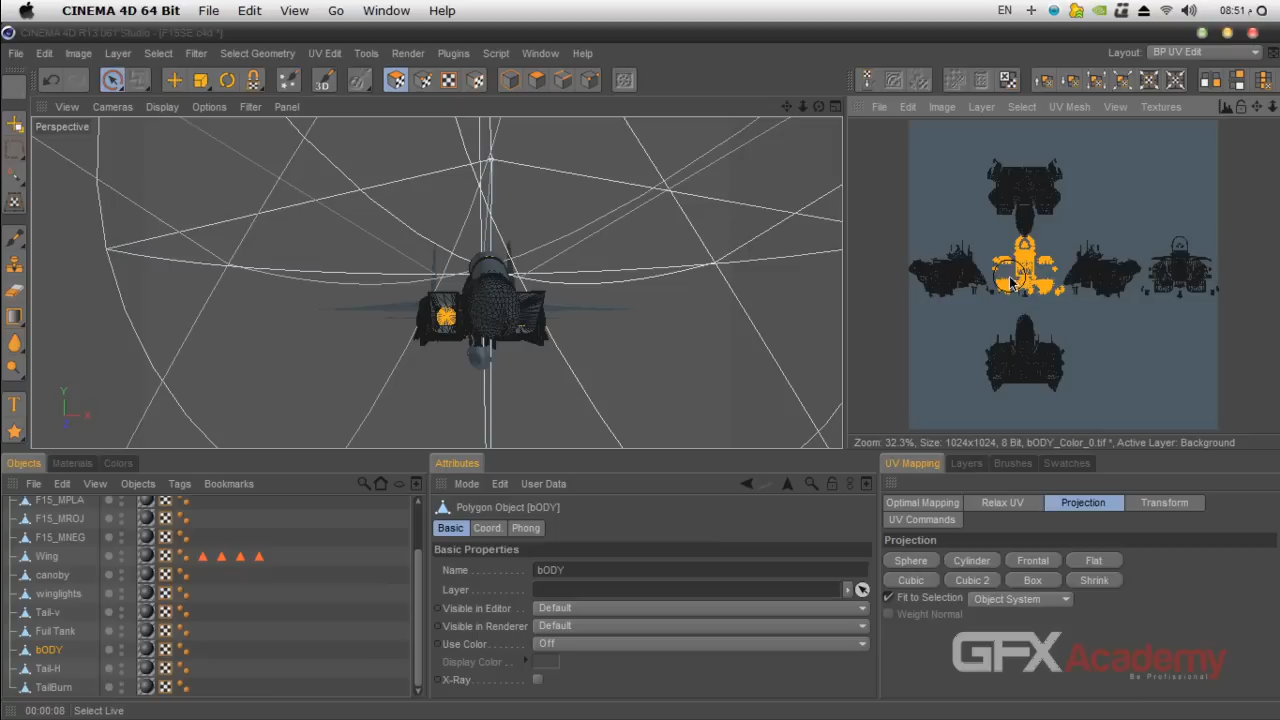 CINEMA 4D 64 Bit File Edit View Go Window Help EN م 08:51
CINEMA 4D R13.061 Studio - [F15SE.c4d *]
File Edit Image Layer Select Filter Select Geometry UV Edit Tools Render Plugins Script Window Help Layout: BP UV Edit
3D
View Cameras Display Options Filter Panel
File Edit Image Layer Select UV Mesh View Textures
Perspective
Y
X
Zoom: 32.3%, Size: 1024x1024, 8 Bit, bODY_Color_0.tif *, Active Layer: Background
Objects Materials Colors
File Edit View Objects Tags Bookmarks
F15_MPLA
F15_MROJ
F15_MNEG
Wing
canoby
winglights
Tail-v
Full Tank
bODY
Tail-H
TailBurn
Attributes
Mode Edit User Data
Polygon Object [bODY]
Basic Coord. Phong
Basic Properties
Name bODY
Layer
Visible in Editor Default
Visible in Renderer Default
Use Color Off
Display Color
X-Ray
UV Mapping Layers Brushes Swatches
Optimal Mapping Relax UV Projection Transform
UV Commands
Projection
Sphere Cylinder Frontal Flat
Cubic Cubic 2 Box Shrink
Fit to Selection Object System
Weight Normal
GFXAcademy
Be Professional
00:00:08 Select Live